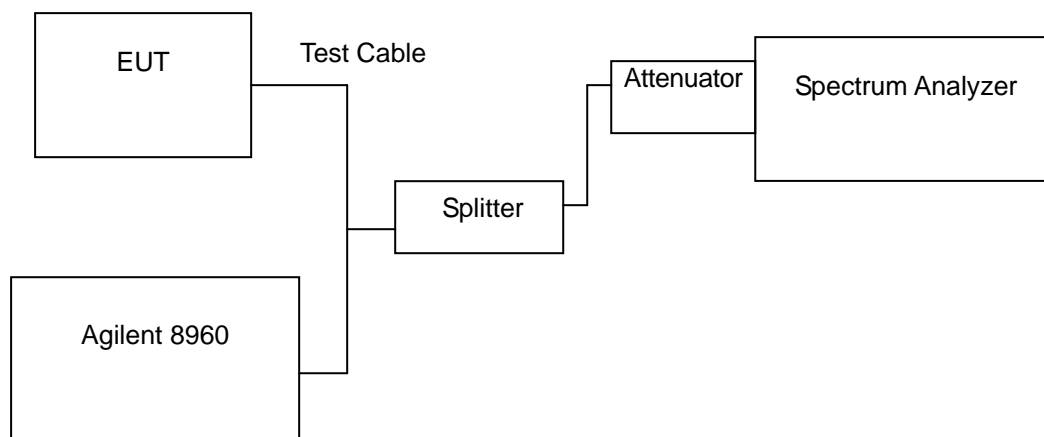 EUT
Test Cable
Attenuator
Spectrum Analyzer
Splitter
Agilent 8960